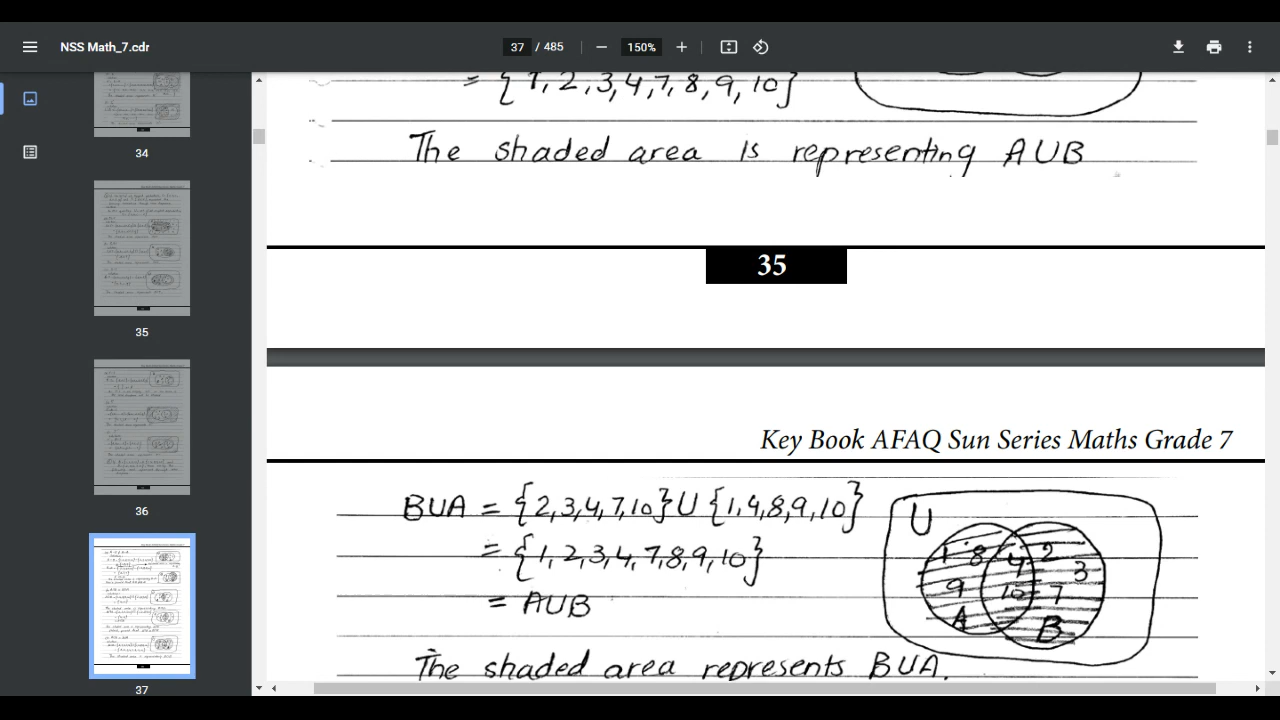 NSS Math_7.cdr
37 / 485
150%
= {1, 2, 3, 4, 7, 8, 9, 10}
34
The shaded area is representing AUB
35
35
Key Book AFAQ Sun Series Maths Grade 7
36
BUA = {2,3,4,7,10} U {1,4,8,9,10}
= {1, 2, 3, 4, 7, 8, 9, 10}
= AUB
U
1 8 4 2
3
9 10 7
A B
The shaded area represents BUA.
37